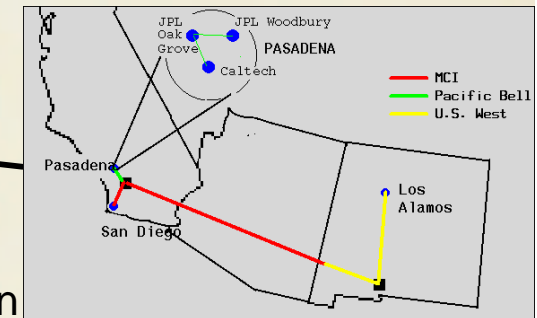 JPL
Oak
Grove
JPL Woodbury
PASADENA
Caltech
MCI
Pacific Bell
U.S. West
Pasadena
Los
Alamos
San Diego
n